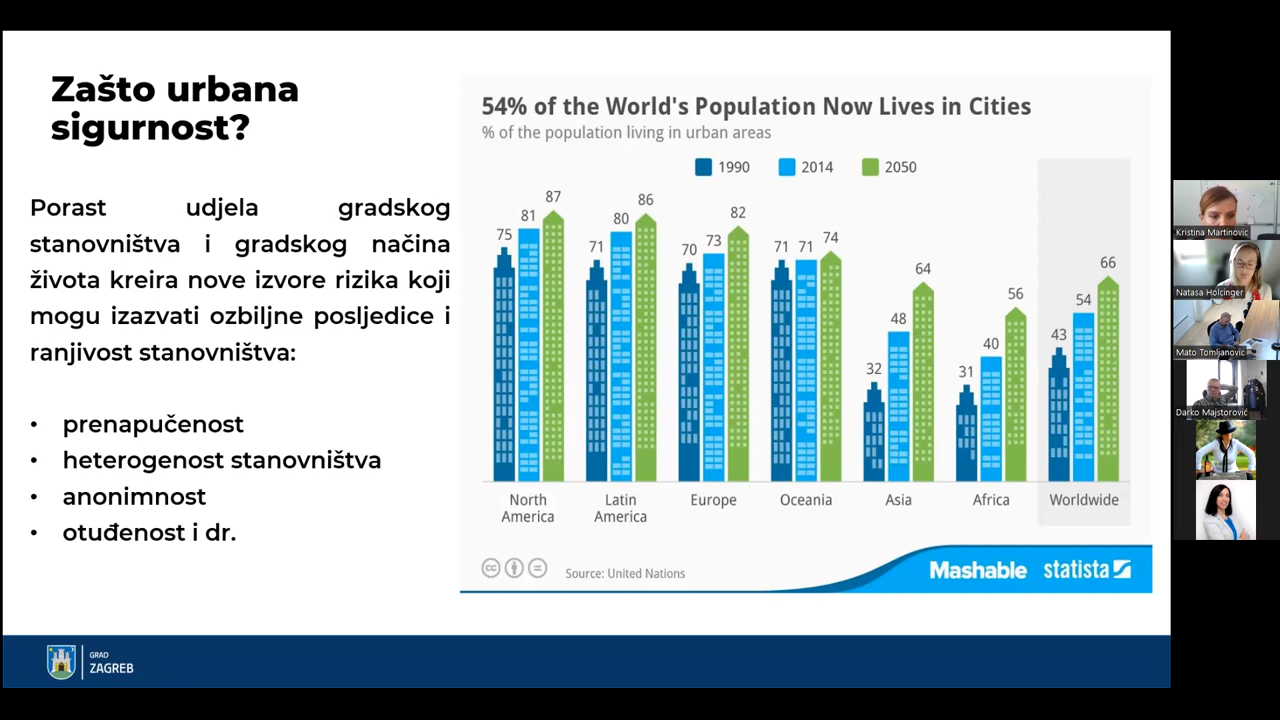 Zašto urbana
sigurnost?
Porast udjela gradskog
stanovništva i gradskog načina
života kreira nove izvore rizika koji
mogu izazvati ozbiljne posljedice i
ranjivost stanovništva:
• prenapučenost
• heterogenost stanovništva
• anonimnost
• otuđenost i dr.
54% of the World's Population Now Lives in Cities
% of the population living in urban areas
1990 2014 2050
75 81 87
71 80 86
70 73 82
71 71 74
32 48 64
31 40 56
43 54 66
North
America
Latin
America
Europe
Oceania
Asia
Africa
Worldwide
cc
Source: United Nations
Mashable statista
GRAD
ZAGREB
Kristina Martinovic
Natasa Holcinger
Mato Tomljanovic
Darko Majstorović